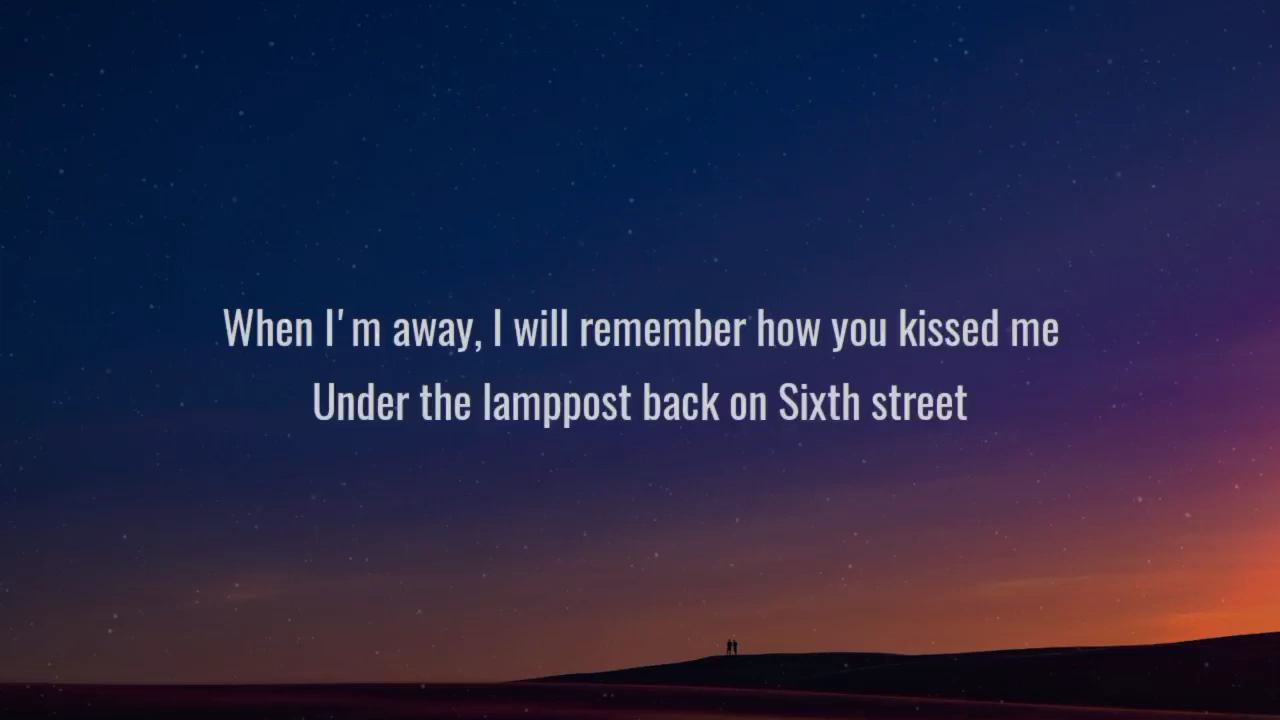 When I'm away, I will remember how you kissed me
Under the lamppost back on Sixth street